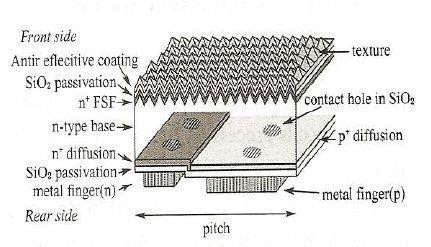 Front side
texture
Antir eflecitive coating
SiO₂ passivation
n⁺ FSF
contact hole in SiO₂
n-type base
p⁺ diffusion
n⁺ diffusion
SiO₂ passivation
metal finger(n)
metal finger(p)
Rear side
pitch